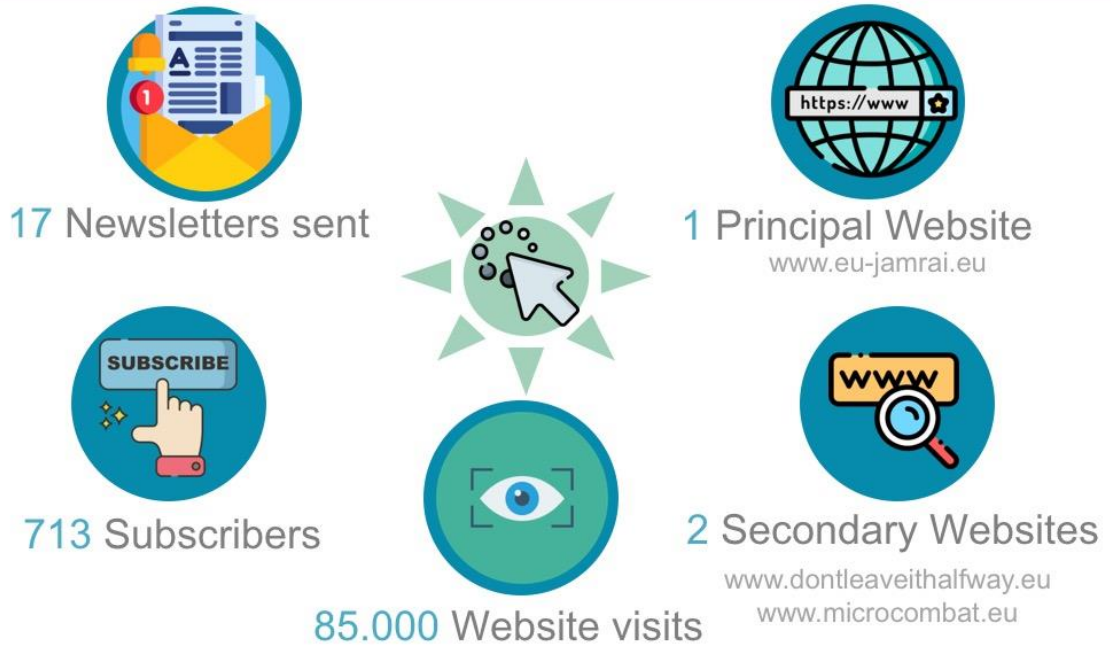 A
1
17 Newsletters sent
https://www
1 Principal Website
www.eu-jamrai.eu
SUBSCRIBE
713 Subscribers
www
2 Secondary Websites
www.dontleaveithalfway.eu
www.microcombat.eu
85.000 Website visits